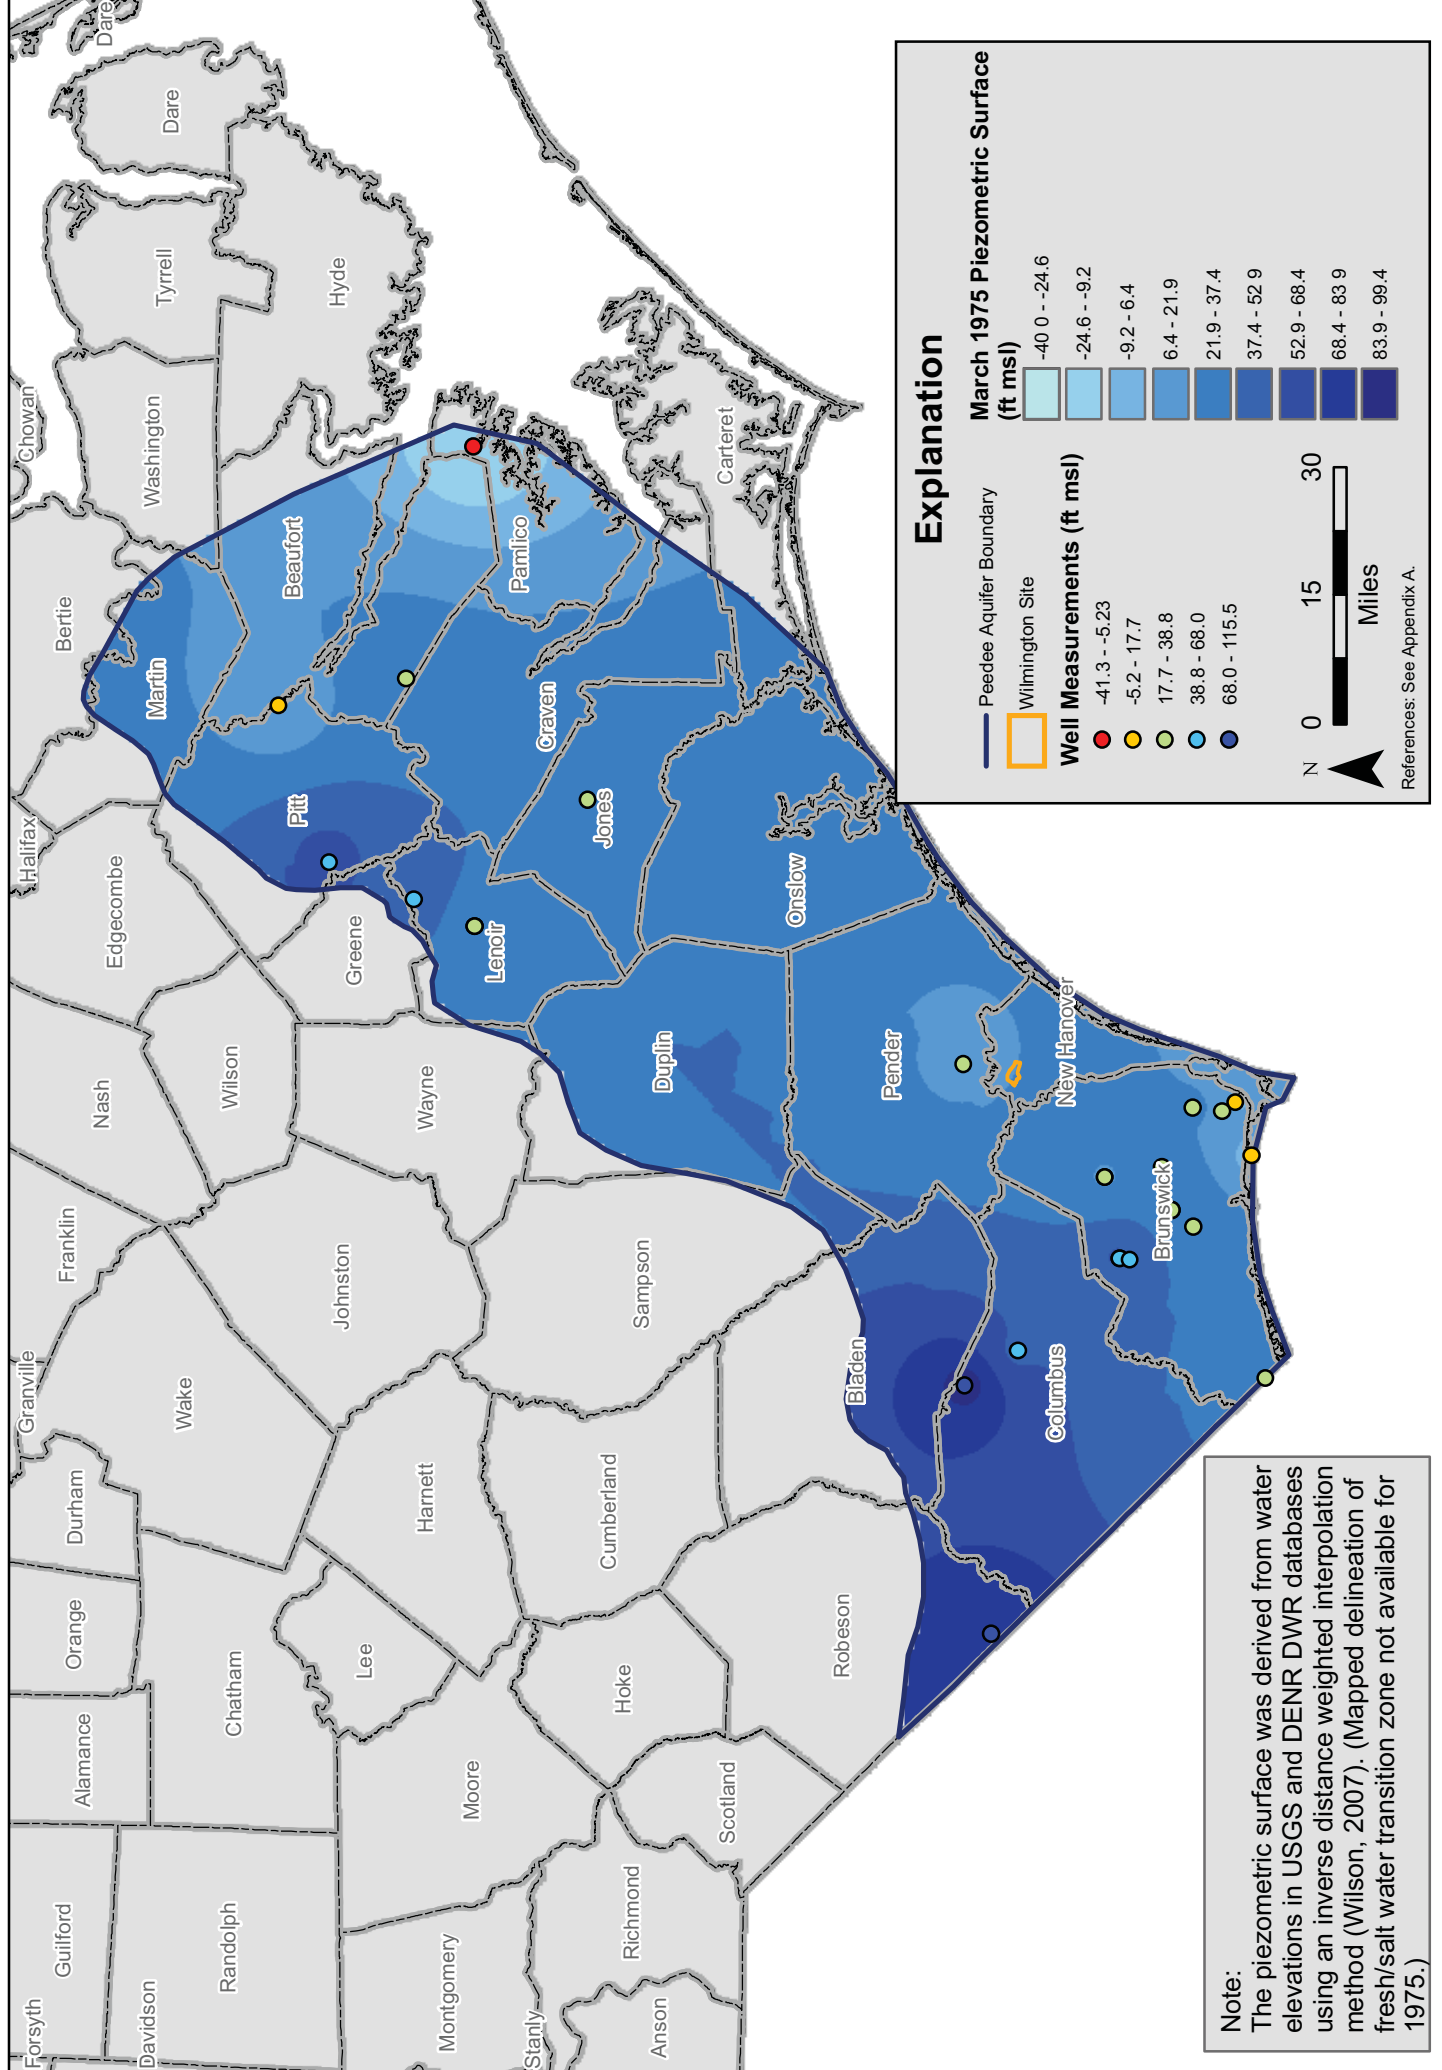 Forsyth
Guilford
Alamance
Orange
Durham
Granville
Franklin
Nash
Halifax
Edgecombe
Bertie
Chowan
Dare
Davidson
Randolph
Chatham
Wake
Wilson
Martin
Washington
Tyrrell
Dare
Lee
Johnston
Greene
Pitt
Beaufort
Hyde
Montgomery
Moore
Harnett
Wayne
Lenoir
Craven
Pamlico
Stanly
Anson
Richmond
Hoke
Cumberland
Sampson
Duplin
Jones
Carteret
Scotland
Robeson
Bladen
Pender
Onslow
Columbus
New Hanover
Brunswick
Explanation
Peedee Aquifer Boundary
Wilmington Site
Well Measurements (ft msl)
-41.3 - -5.23
-5.2 - 17.7
17.7 - 38.8
38.8 - 68.0
68.0 - 115.5
March 1975 Piezometric Surface
(ft msl)
-40 0 - -24.6
-24.6 - -9.2
-9.2 - 6.4
6.4 - 21.9
21.9 - 37.4
37.4 - 52 9
52.9 - 68.4
68.4 - 83 9
83.9 - 99.4
N
0 15 30
Miles
References: See Appendix A.
Note:
The piezometric surface was derived from water
elevations in USGS and DENR DWR databases
using an inverse distance weighted interpolation
method (Wilson, 2007). (Mapped delineation of
fresh/salt water transition zone not available for
1975.)